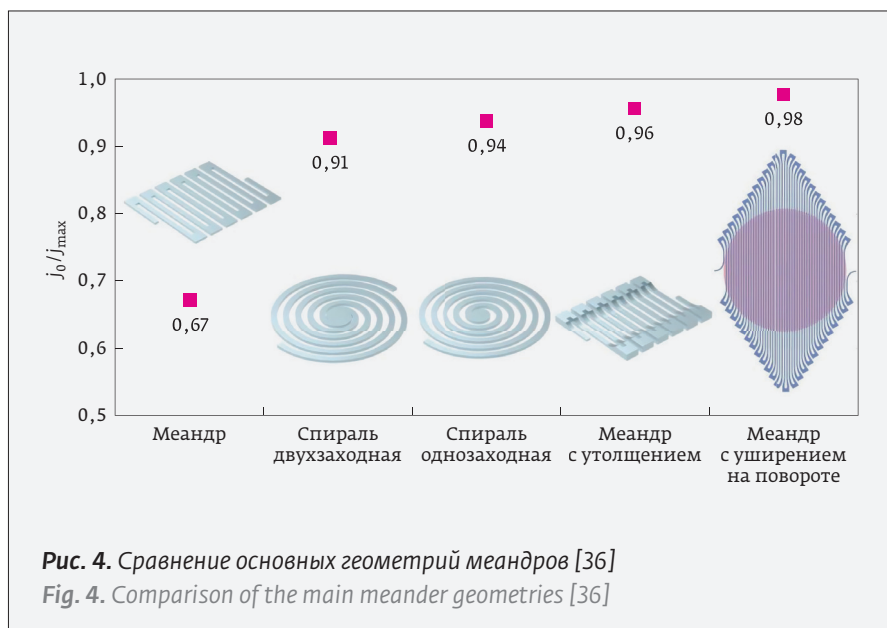 1,0
0,9
0,8
0,7
0,6
0,5
j₀/jmax
0,67
0,91
0,94
0,96
0,98
Меандр
Спираль
двухзаходная
Спираль
однозаходная
Меандр
с утолщением
Меандр
с уширением
на повороте
Рис. 4. Сравнение основных геометрий меандров [36]
Fig. 4. Comparison of the main meander geometries [36]